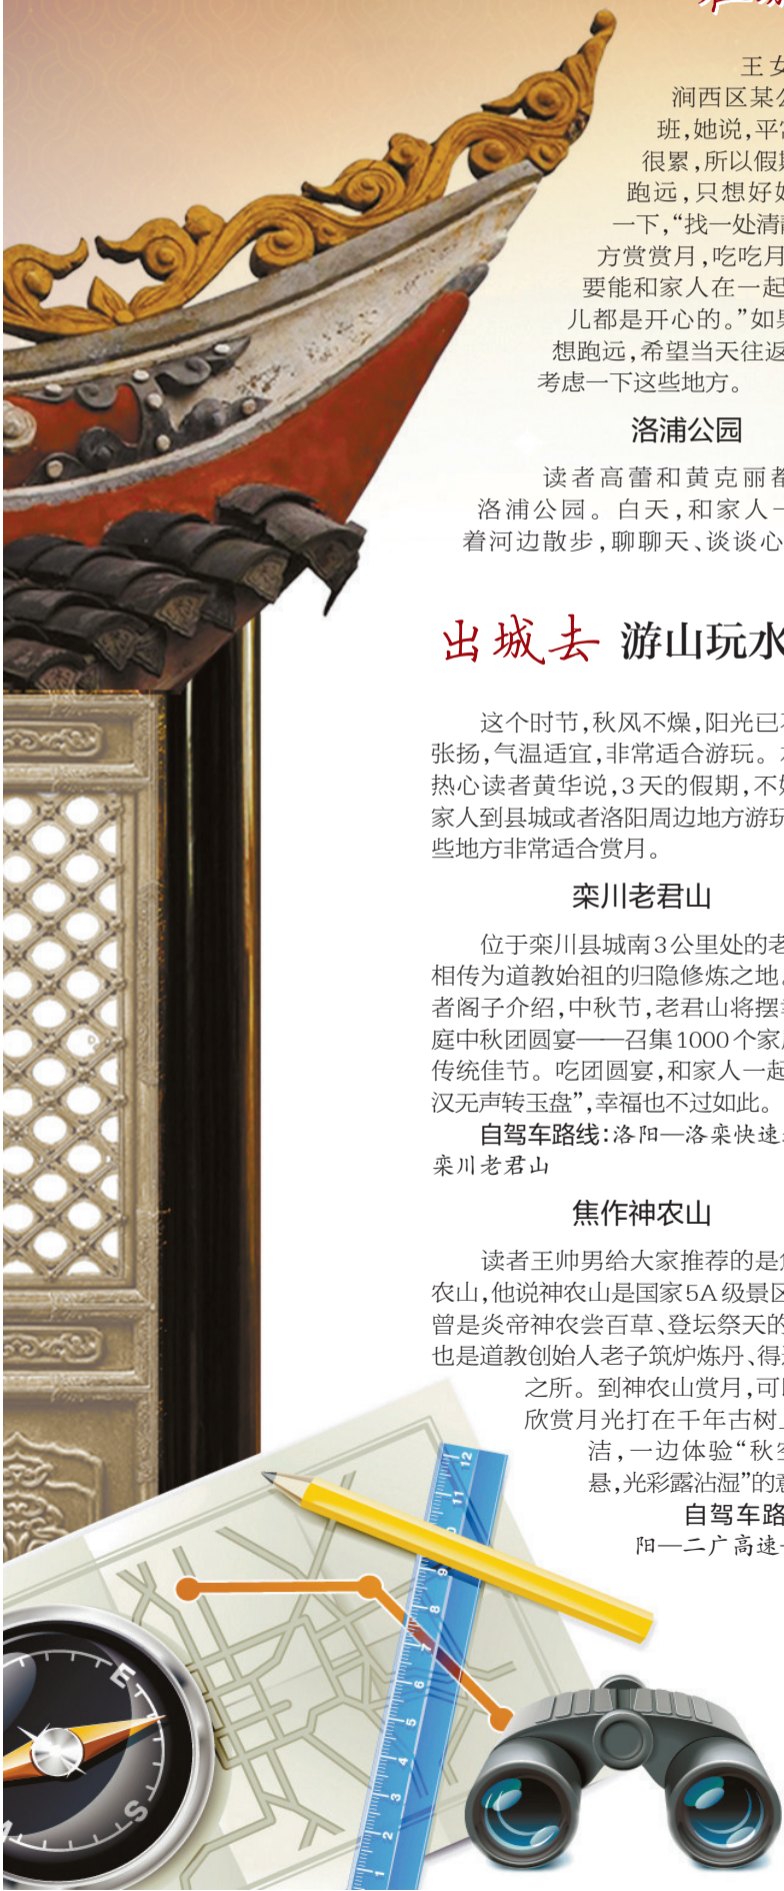 王女
涧西区某
班,她说,平
很累,所以假
跑远,只想好
一下,“找一处清
方赏赏月,吃吃月
要能和家人在一起
儿都是开心的。”如
想跑远,希望当天往返
考虑一下这些地方。
洛浦公园
读者高蕾和黄克丽
洛浦公园。白天,和家人一
着河边散步,聊聊天、谈谈心
出城去 游山玩水
这个时节,秋风不燥,阳光已
张扬,气温适宜,非常适合游玩。
热心读者黄华说,3天的假期,不
家人到县城或者洛阳周边地方游玩
些地方非常适合赏月。
栾川老君山
位于栾川县城南3公里处的老
相传为道教始祖的归隐修炼之地
者阁子介绍,中秋节,老君山将摆
庭中秋团圆宴——召集1000个家
传统佳节。吃团圆宴,和家人一起
汉无声转玉盘”,幸福也不过如此。
自驾车路线:洛阳—洛栾快速
栾川老君山
焦作神农山
读者王帅男给大家推荐的是
农山,他说神农山是国家5A级景区
曾是炎帝神农尝百草、登坛祭天的
也是道教创始人老子筑炉炼丹、得
之所。到神农山赏月,可
欣赏月光打在千年古树
洁,一边体验“秋
悬,光彩露沾湿”的
自驾车路
阳—二广高速
12
11
9
8
7
6
5
4
3
2
1
E
S